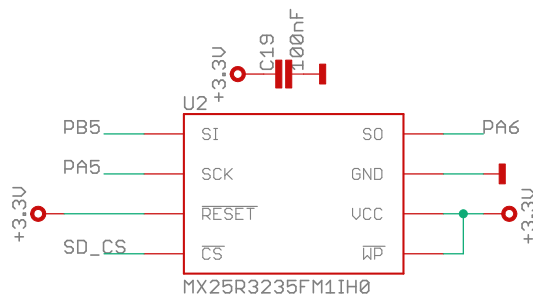 C19
100nF
+3.3V
U2
PB5
SI
SO
PA6
PA5
SCK
GND
+3.3V
RESET
VCC
+3.3V
SD_CS
CS
WP
MX25R3235FM1IH0